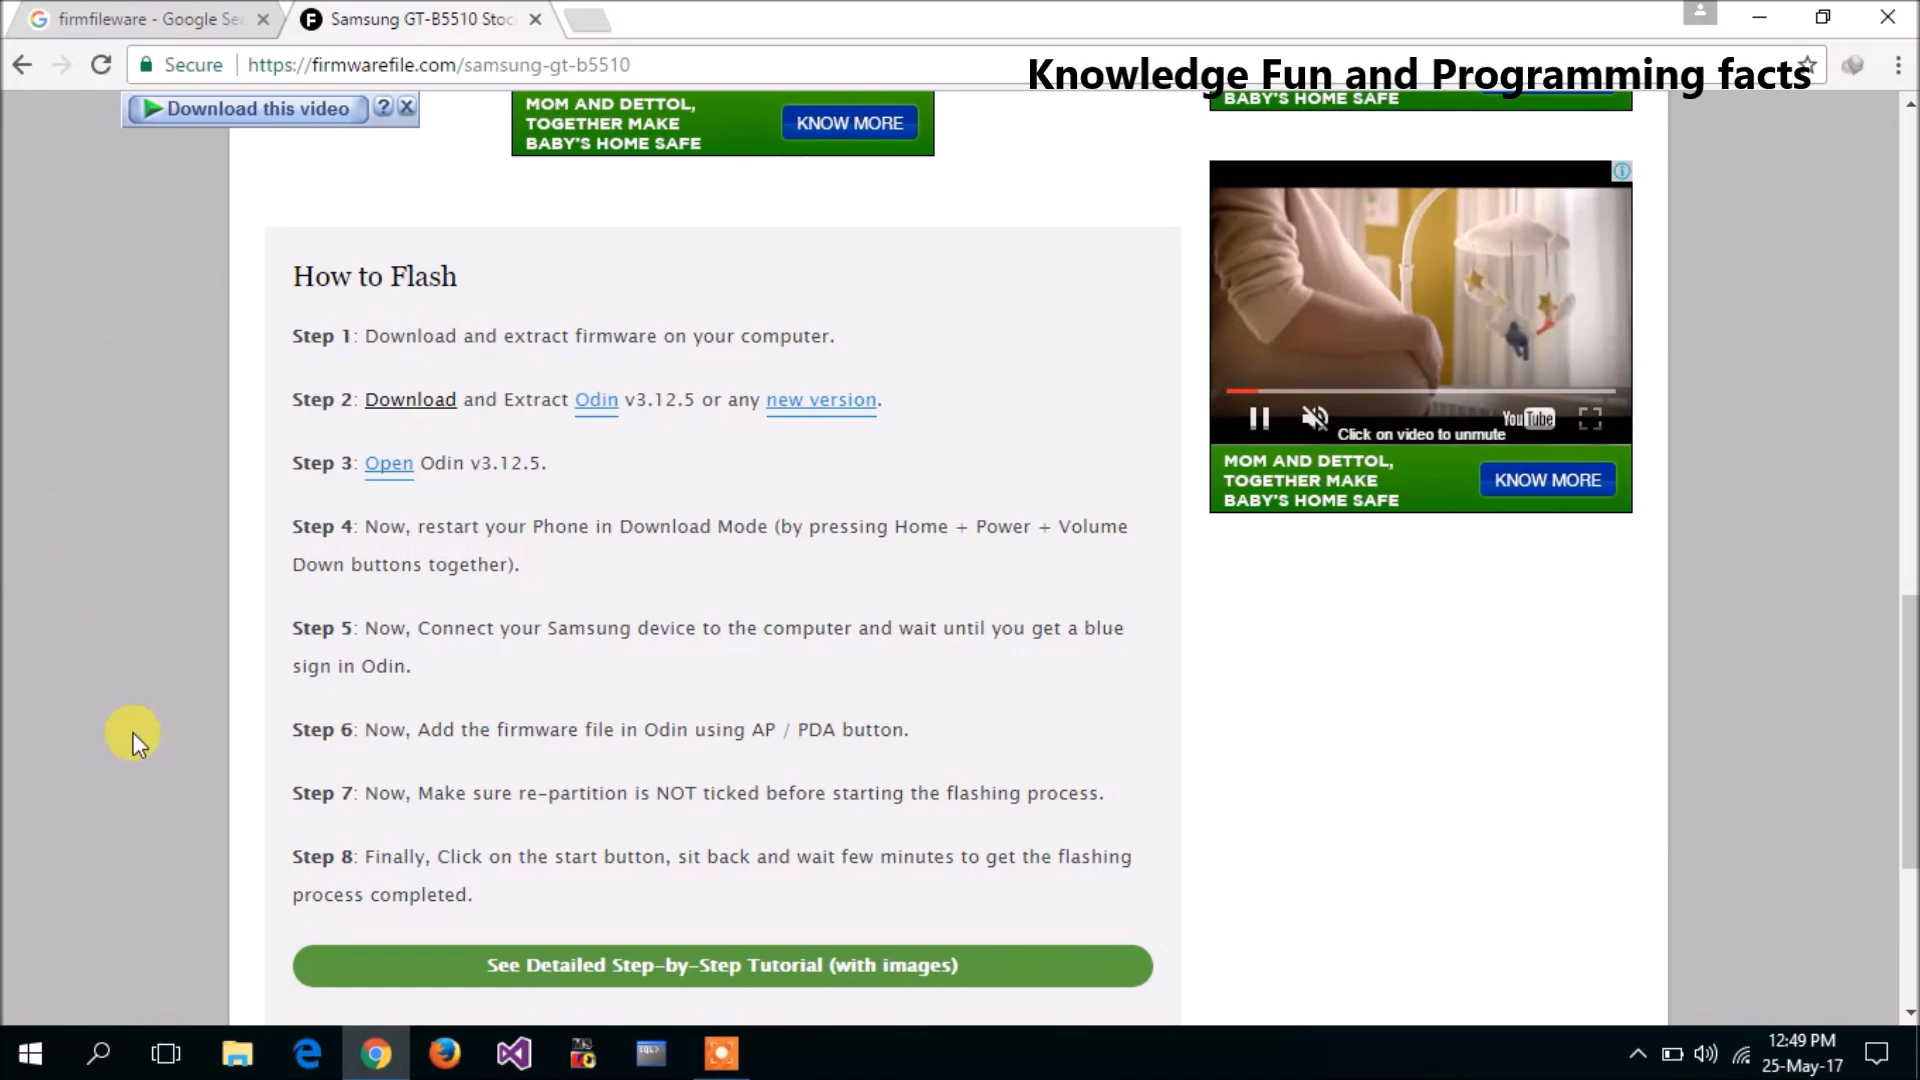 firmfileware - Google Sea
Samsung GT-B5510 Stoc
Secure
https://firmwarefile.com/samsung-gt-b5510
Knowledge Fun and Programming facts
Download this video
?
MOM AND DETTOL,
TOGETHER MAKE
BABY'S HOME SAFE
KNOW MORE
BABY'S HOME SAFE
How to Flash
Step 1: Download and extract firmware on your computer.
Step 2: Download and Extract Odin v3.12.5 or any new version.
Step 3: Open Odin v3.12.5.
Step 4: Now, restart your Phone in Download Mode (by pressing Home + Power + Volume
Down buttons together).
Step 5: Now, Connect your Samsung device to the computer and wait until you get a blue
sign in Odin.
Step 6: Now, Add the firmware file in Odin using AP / PDA button.
Step 7: Now, Make sure re-partition is NOT ticked before starting the flashing process.
Step 8: Finally, Click on the start button, sit back and wait few minutes to get the flashing
process completed.
See Detailed Step-by-Step Tutorial (with images)
YouTube
Click on video to unmute
MOM AND DETTOL,
TOGETHER MAKE
BABY'S HOME SAFE
KNOW MORE
MS
SQL>
12:49 PM
25-May-17